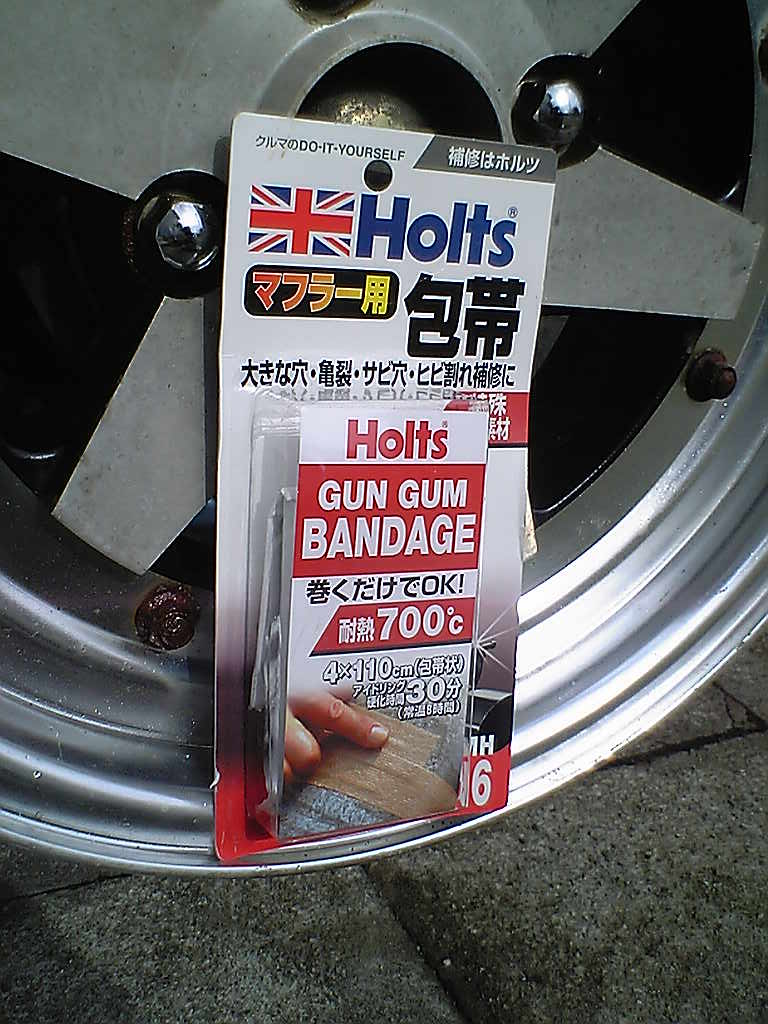 クルマのDO-IT-YOURSELF
補修はホルツ
Holts®
マフラー用
包帯
大きな穴・亀裂・サビ穴・ヒビ割れ補修に
Holts
GUN GUM
BANDAGE
巻くだけでOK!
耐熱700℃
4×110cm(包帯状)
アイドリング
硬化時間30分
(常温8時間)
MH